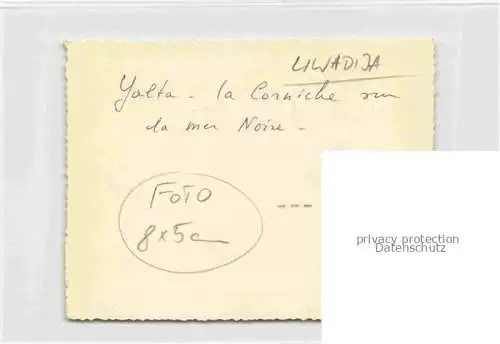 LIWADIJA
Yalta - la Corniche sur
la mer Noire -
FOTO
8x5cm
privacy protection
Datenschutz